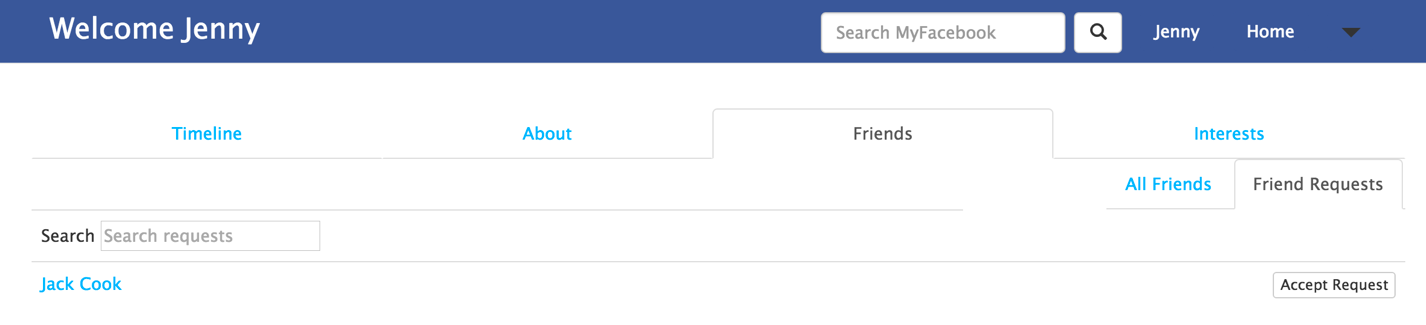 Welcome Jenny
Search MyFacebook
Jenny
Home
Timeline
About
Friends
Interests
All Friends
Friend Requests
Search Search requests
Jack Cook
Accept Request